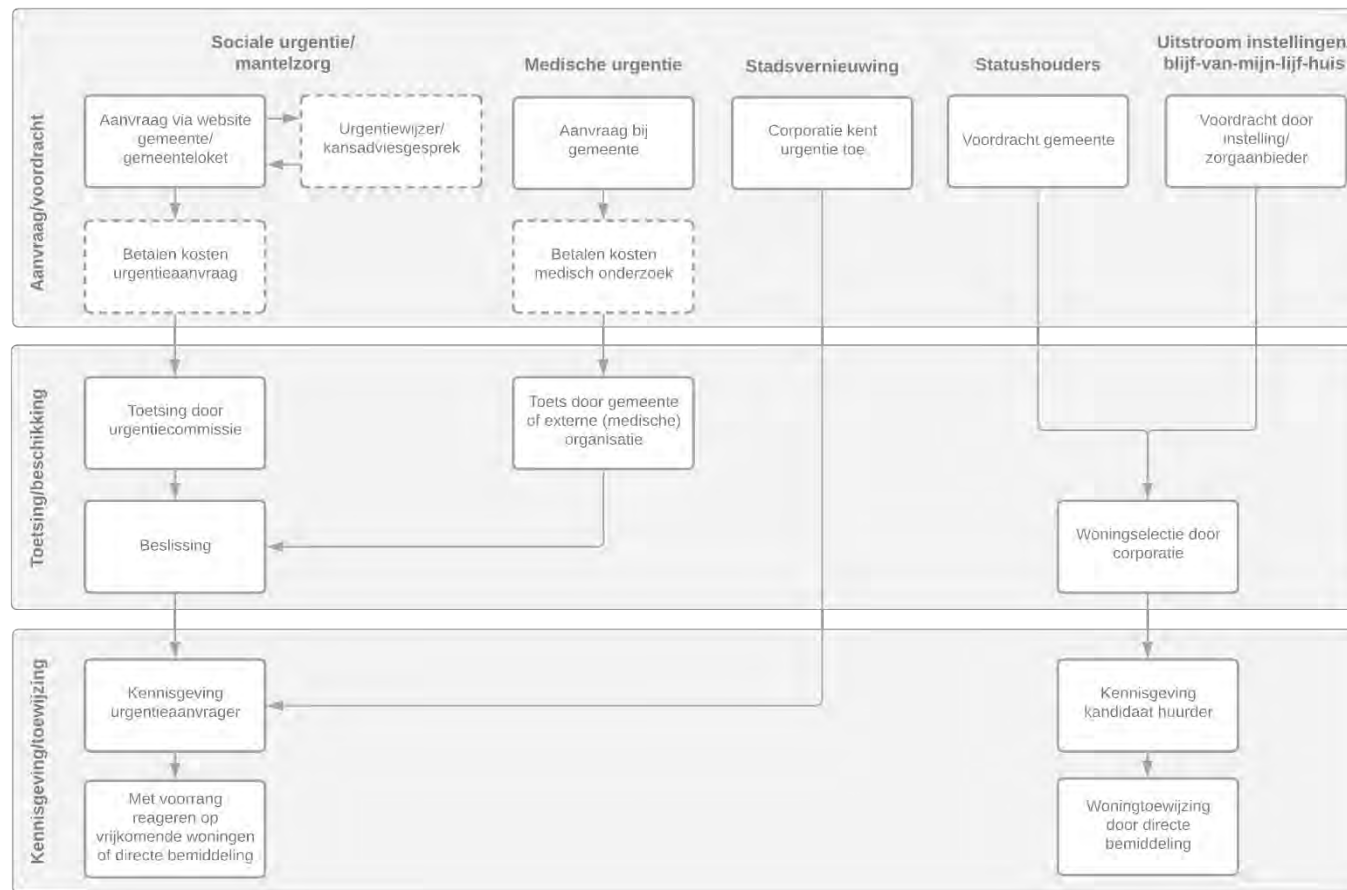 Sociale urgentie/
mantelzorg
Medische urgentie
Stadsvernieuwing
Statushouders
Uitstroom instellingen
blijf-van-mijn-lijf-huis
Aanvraag/voordracht
Aanvraag via website
gemeente/
gemeenteloket
Urgentiewijzer/
kansadviesgesprek
Aanvraag bij
gemeente
Corporatie kent
urgentie toe
Voordracht gemeente
Voordracht door
instelling/
zorgaanbieder
Betalen kosten
urgentieaanvraag
Betalen kosten
medisch onderzoek
Toetsing/beschikking
Toetsing door
urgentiecommissie
Toets door gemeente
of externe (medische)
organisatie
Beslissing
Woningselectie door
corporatie
Kennisgeving/toewijzing
Kennisgeving
urgentieaanvrager
Kennisgeving
kandidaat huurder
Met voorrang
reageren op
vrijkomende woningen
of directe bemiddeling
Woningtoewijzing
door directe
bemiddeling